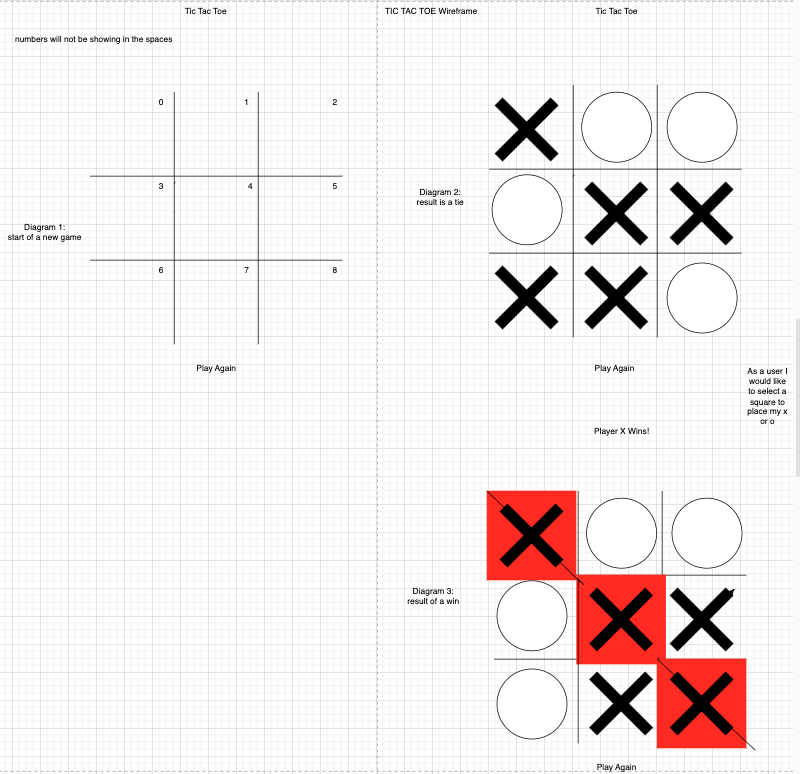 Tic Tac Toe
TIC TAC TOE Wireframe
Tic Tac Toe
numbers will not be showing in the spaces
0
1
2
3
4
5
6
7
8
Diagram 1:
start of a new game
Play Again
Diagram 2:
result is a tie
Play Again
As a user I
would like
to select a
square to
place my x
or o
Player X Wins!
Diagram 3:
result of a win
Play Again